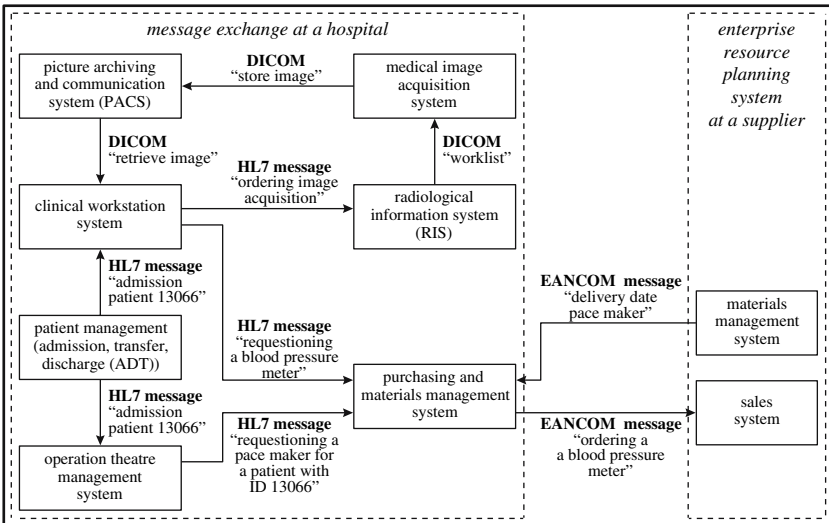 message exchange at a hospital
enterprise
resource
planning
system
at a supplier
picture archiving
and communication
system (PACS)
DICOM
“store image”
medical image
acquisition
system
DICOM
“retrieve image”
DICOM
“worklist”
HL7 message
“ordering image
acquisition”
clinical workstation
system
radiological
information system
(RIS)
HL7 message
“admission
patient 13066”
EANCOM message
“delivery date
pace maker”
materials
management
system
patient management
(admission, transfer,
discharge (ADT))
HL7 message
“requestioning
a blood pressure
meter”
purchasing and
materials management
system
sales
system
HL7 message
“admission
patient 13066”
HL7 message
“requestioning a
pace maker for
a patient with
ID 13066”
EANCOM message
“ordering a
a blood pressure
meter”
operation theatre
management
system